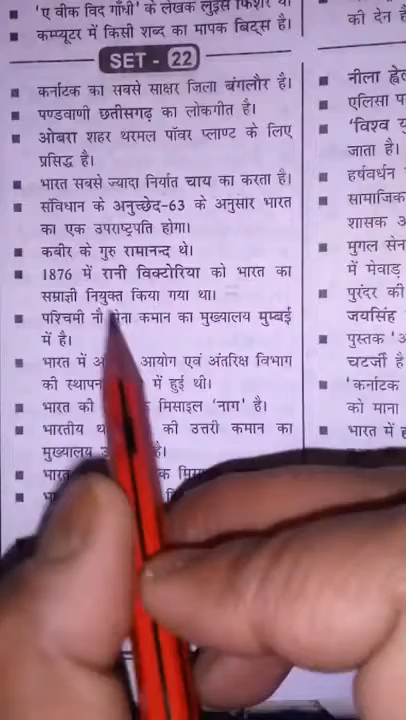 'ए वीक विद गाँधी' के लेखक लुइस फिशर थे।
कम्प्यूटर में किसी शब्द का मापक बिट्स है।
SET - 22
कर्नाटक का सबसे साक्षर जिला बंगलौर है।
पण्डवाणी छतीसगढ़ का लोकगीत है।
ओबरा शहर थरमल पॉवर प्लाण्ट के लिए
प्रसिद्ध है।
भारत सबसे ज्यादा निर्यात चाय का करता है।
संविधान के अनुच्छेद-63 के अनुसार भारत
का एक उपराष्ट्रपति होगा।
कबीर के गुरु रामानन्द थे।
1876 में रानी विक्टोरिया को भारत का
सम्राज्ञी नियुक्त किया गया था।
पश्चिमी नौ सेना कमान का मुख्यालय मुम्बई
में है।
भारत में आयोग एवं अंतरिक्ष विभाग
की स्थापना में हुई थी।
भारत की मिसाइल 'नाग' है।
भारतीय की उत्तरी कमान का
मुख्यालय है।
भारत
की देन है
नीला
एलिसा
'विश्व
जाता है।
हर्षवर्धन
सामाजिक
शासक
मुगल सेन
में मेवाड़
पुरंदर की
जयसिंह
पुस्तक
चटर्जी है
'कर्नाटक
को माना
भारत में